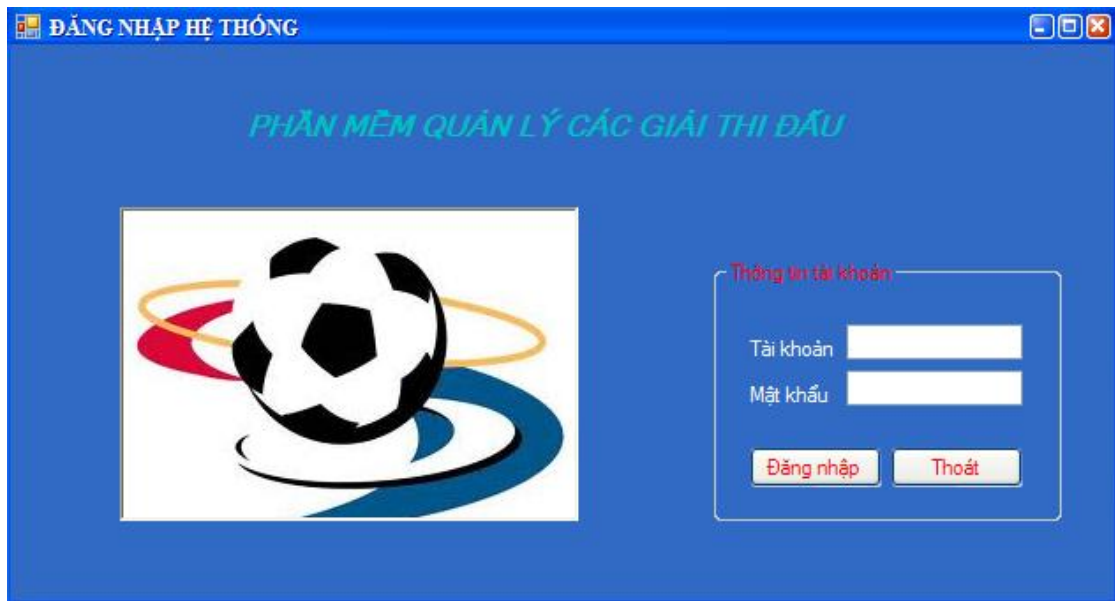 ĐĂNG NHẬP HỆ THỐNG
PHẦN MỀM QUẢN LÝ CÁC GIẢI THI ĐẤU
Thông tin tài khoản
Tài khoản
Mật khẩu
Đăng nhập
Thoát